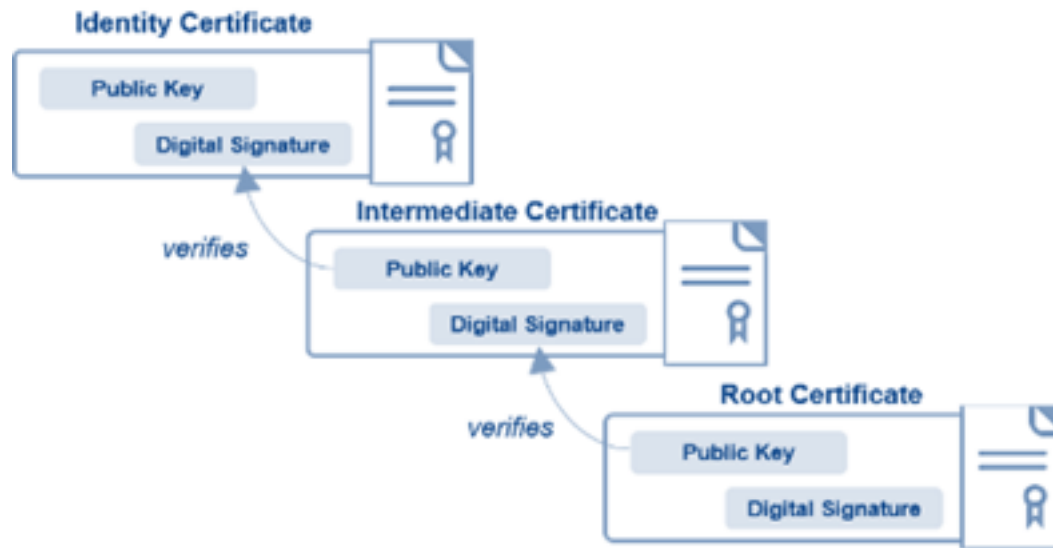 Identity Certificate
Public Key
Digital Signature
Intermediate Certificate
verifies
Public Key
Digital Signature
Root Certificate
verifies
Public Key
Digital Signature